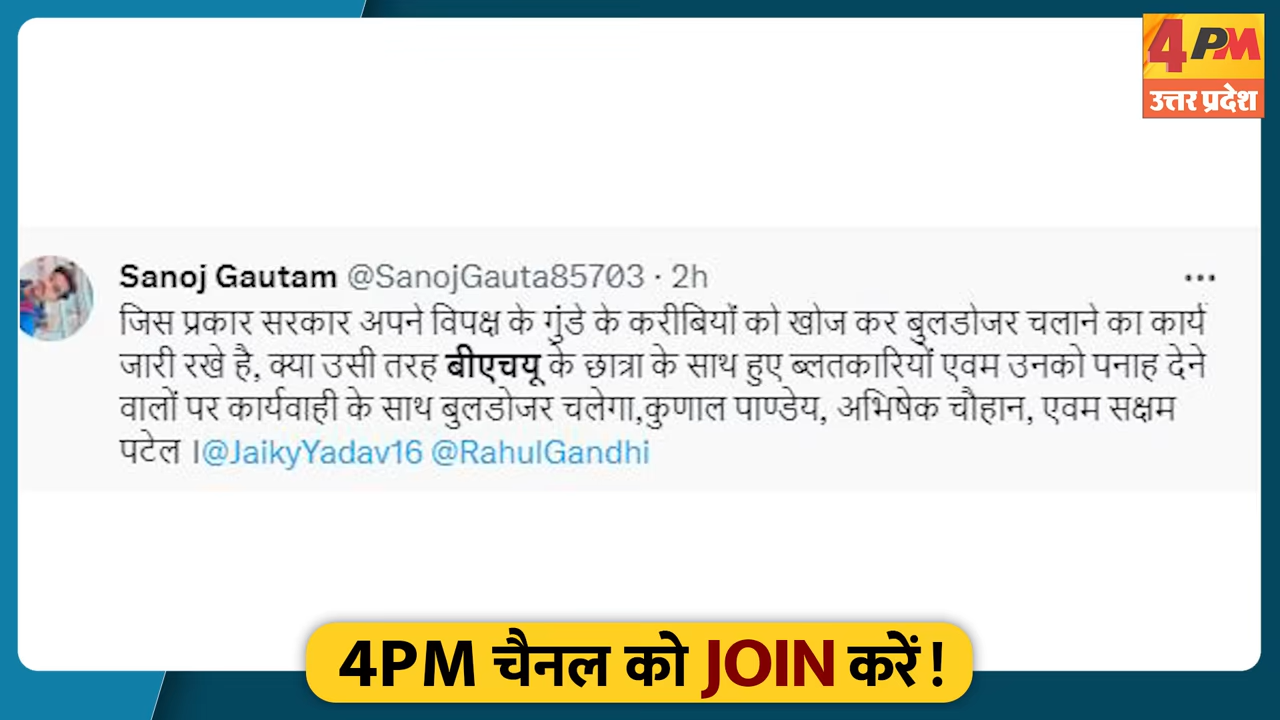 4PM
उत्तर प्रदेश
Sanoj Gautam @SanojGauta85703 · 2h
जिस प्रकार सरकार अपने विपक्ष के गुंडे के करीबियों को खोज कर बुलडोजर चलाने का कार्य
जारी रखे है, क्या उसी तरह बीएचयू के छात्रा के साथ हुए ब्लतकारियों एवम उनको पनाह देने
वालों पर कार्यवाही के साथ बुलडोजर चलेगा,कुणाल पाण्डेय, अभिषेक चौहान, एवम सक्षम
पटेल ।@JaikyYadav16 @RahulGandhi
4PM चैनल को JOIN करें!